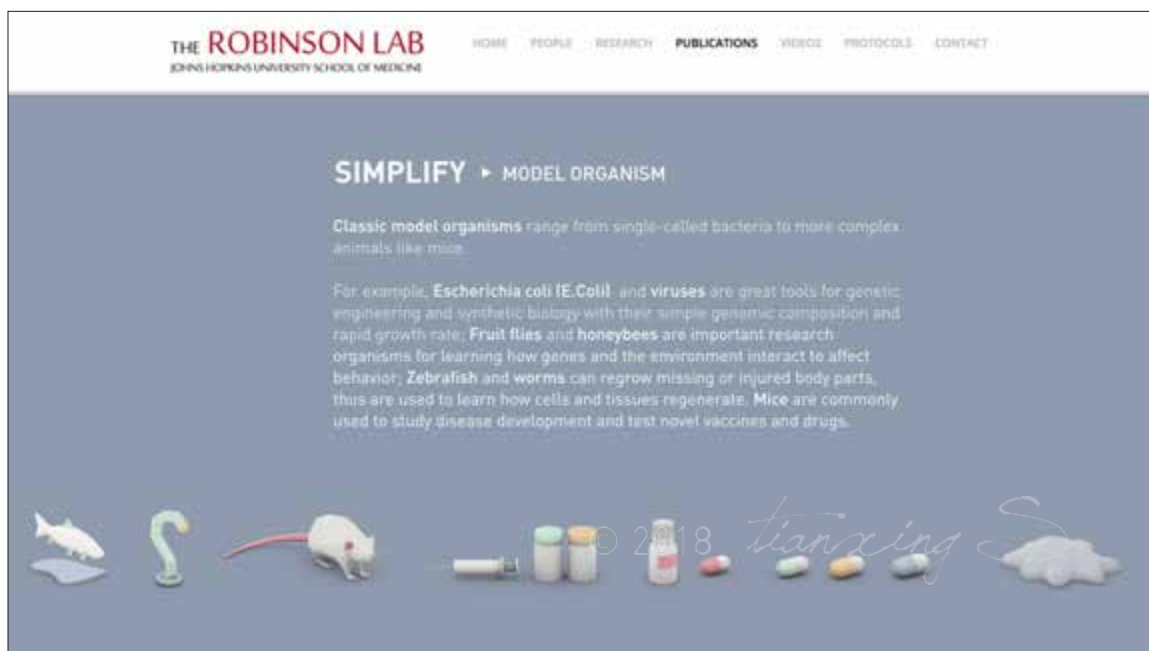 THE ROBINSON LAB
JOHNS HOPKINS UNIVERSITY SCHOOL OF MEDICINE
HOME PEOPLE RESEARCH PUBLICATIONS VIDEOS PROTOCOLS CONTACT
SIMPLIFY ▸ MODEL ORGANISM
Classic model organisms range from single-celled bacteria to more complex
animals like mice.
For example, Escherichia coli (E.Coli) and viruses are great tools for genetic
engineering and synthetic biology with their simple genomic composition and
rapid growth rate; Fruit flies and honeybees are important research
organisms for learning how genes and the environment interact to affect
behavior; Zebrafish and worms can regrow missing or injured body parts,
thus are used to learn how cells and tissues regenerate. Mice are commonly
used to study disease development and test novel vaccines and drugs.
© 2018 tianxing S